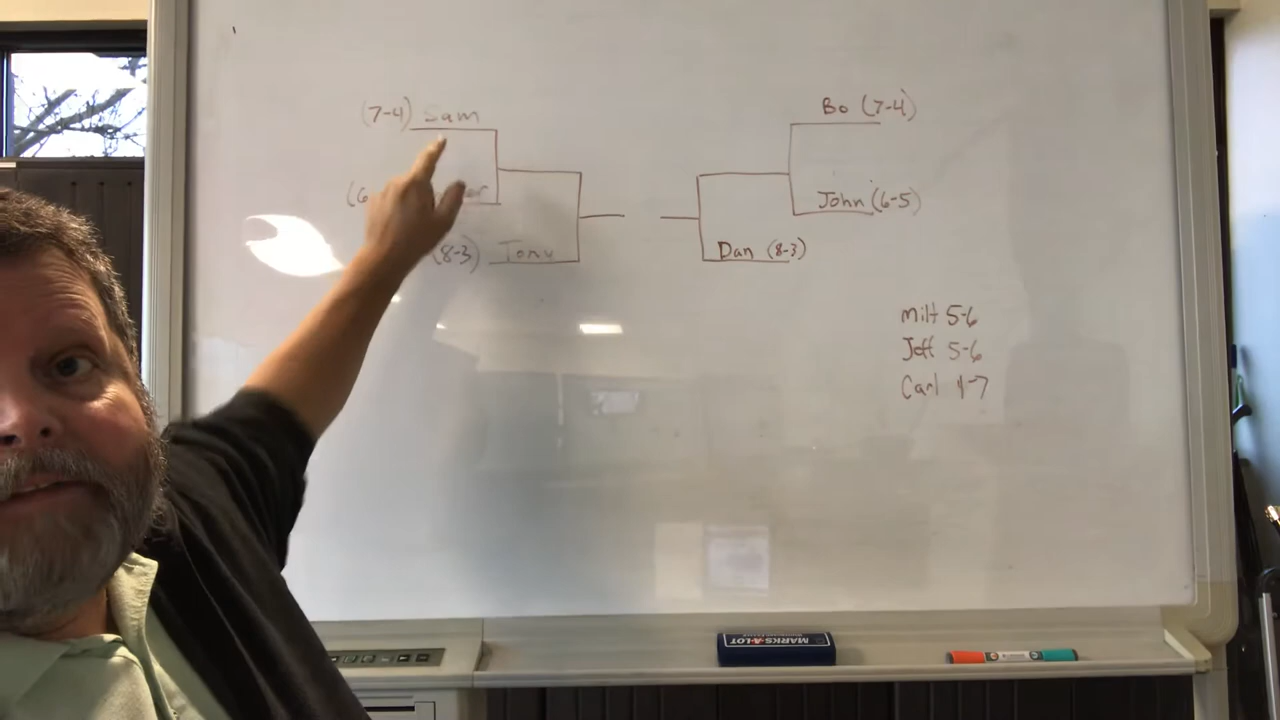 (7-4) Sam
(8-3) Tony
Bo (7-4)
John (6-5)
Dan (8-3)
Milt 5-6
Jeff 5-6
Carl 4-7
MARKS-A-LOT